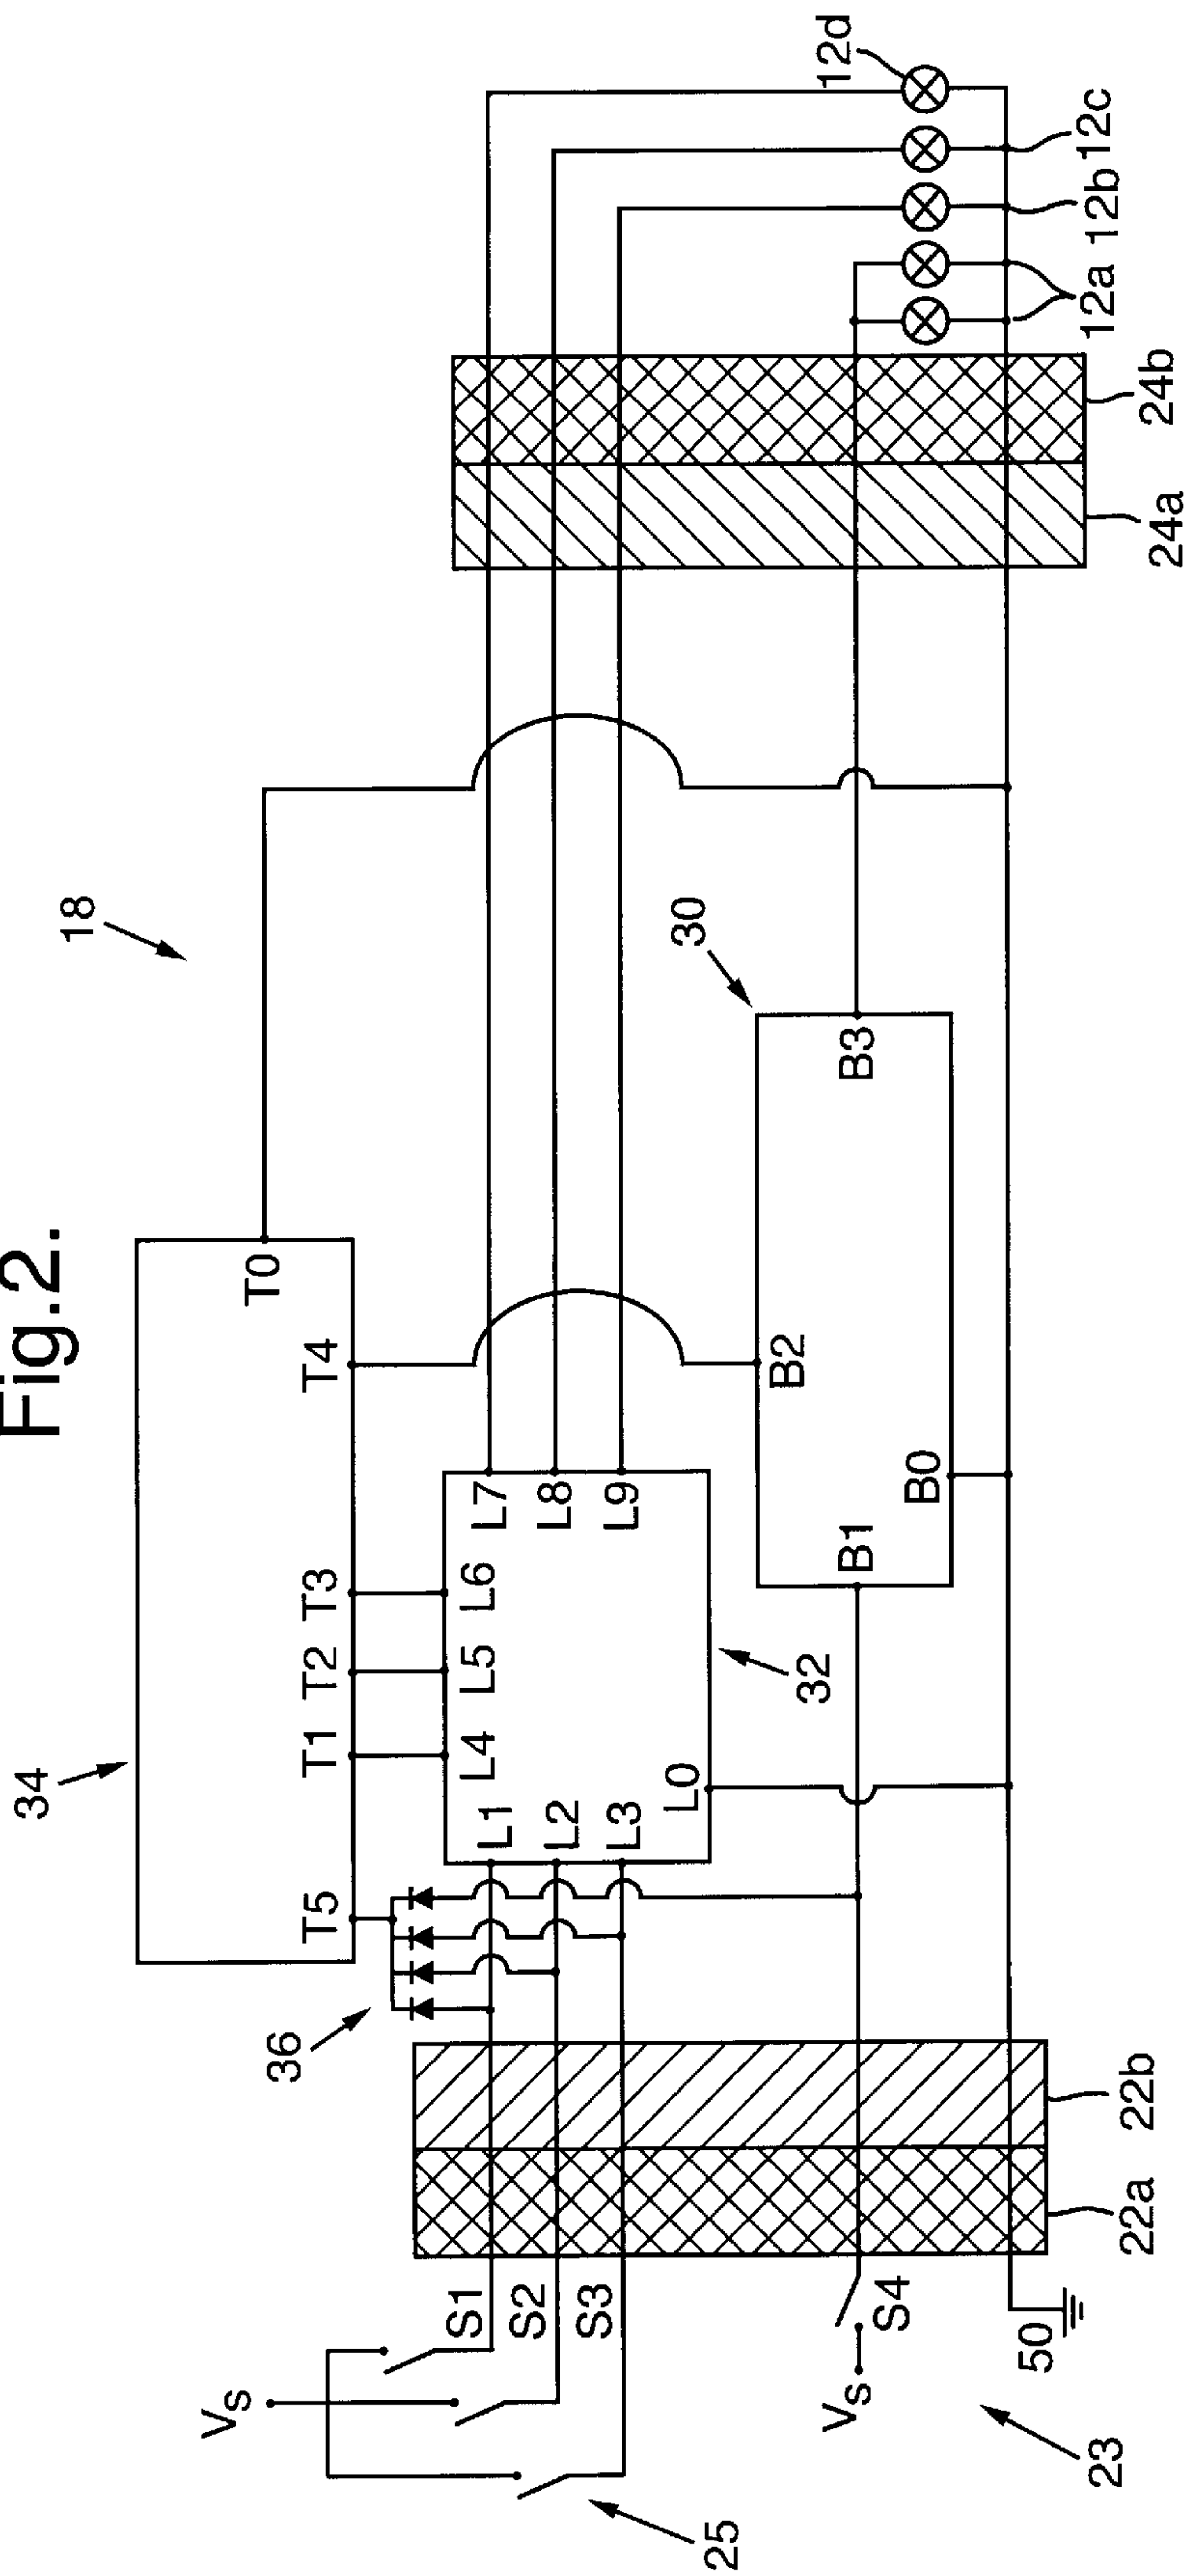 Fig.2.
18
34
T5
T1
T2
T3
T4
T0
36
L1
L2
L3
L4
L5
L6
L7
L8
L9
L0
32
30
B1
B2
B3
B0
Vs
S1
S2
S3
25
Vs
S4
50
23
22a
22b
24a
24b
12a
12b
12c
12d